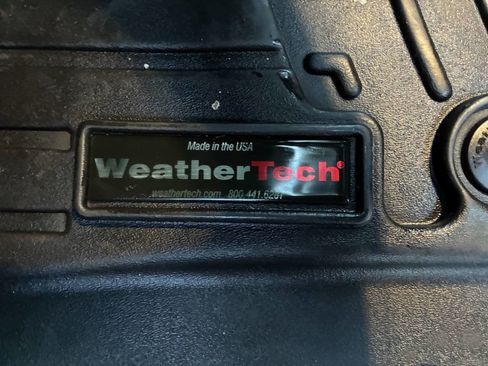 Made in the USA
WeatherTech®
weathertech.com 800.441.6287